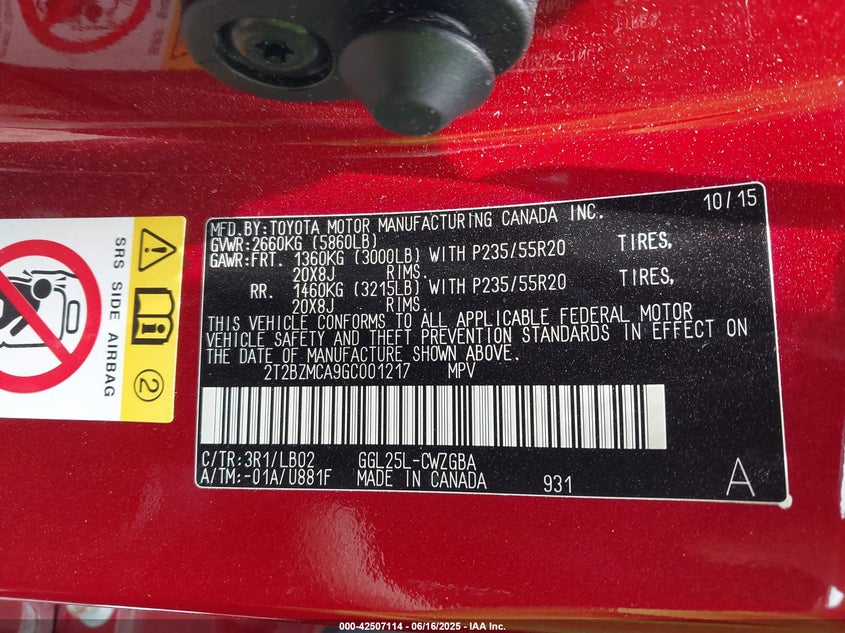 MFD.BY:TOYOTA MOTOR MANUFACTURING CANADA INC. 10/15
GVWR:2660KG (5860LB)
GAWR:FRT. 1360KG (3000LB) WITH P235/55R20 TIRES,
20X8J RIMS.
RR. 1460KG (3215LB) WITH P235/55R20 TIRES,
20X8J RIMS.
THIS VEHICLE CONFORMS TO ALL APPLICABLE FEDERAL MOTOR
VEHICLE SAFETY AND THEFT PREVENTION STANDARDS IN EFFECT ON
THE DATE OF MANUFACTURE SHOWN ABOVE.
2T2BZMCA9GC001217 MPV
C/TR:3R1/LB02 GGL25L-CWZGBA
A/TM:-01A/U881F MADE IN CANADA 931 A
SRS SIDE AIRBAG
2
000-42507114 - 06/16/2025 - IAA Inc.